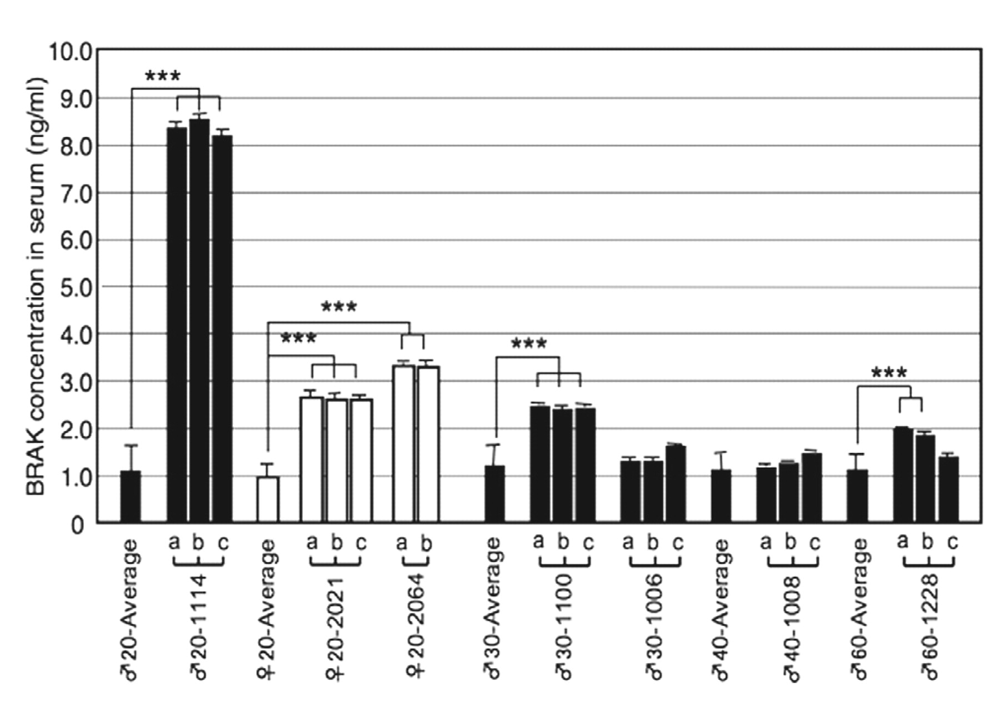 BRAK concentration in serum (ng/ml)
10.0
9.0
8.0
7.0
6.0
5.0
4.0
3.0
2.0
1.0
0
***
***
***
***
***
a b c
a b c
a b
a b c
a b c
a b c
a b c
♂20-Average
♂20-1114
♀20-Average
♀20-2021
♀20-2064
♂30-Average
♂30-1100
♂30-1006
♂40-Average
♂40-1008
♂60-Average
♂60-1228